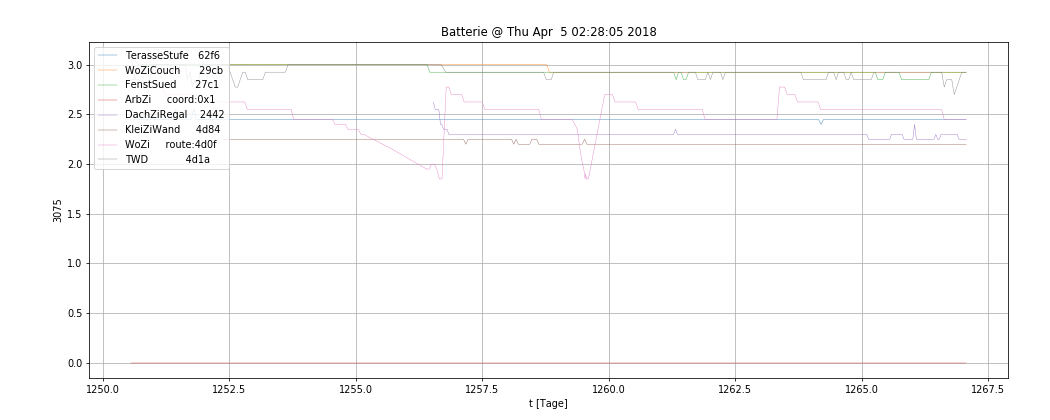 Batterie @ Thu Apr  5 02:28:05 2018
TerasseStufe   62f6
WoZiCouch      29cb
FenstSued      27c1
ArbZi     coord:0x1
DachZiRegal    2442
KleiZiWand     4d84
WoZi     route:4d0f
TWD            4d1a
3.0
2.5
2.0
1.5
1.0
0.5
0.0
3075
1250.0
1252.5
1255.0
1257.5
1260.0
1262.5
1265.0
1267.5
t [Tage]